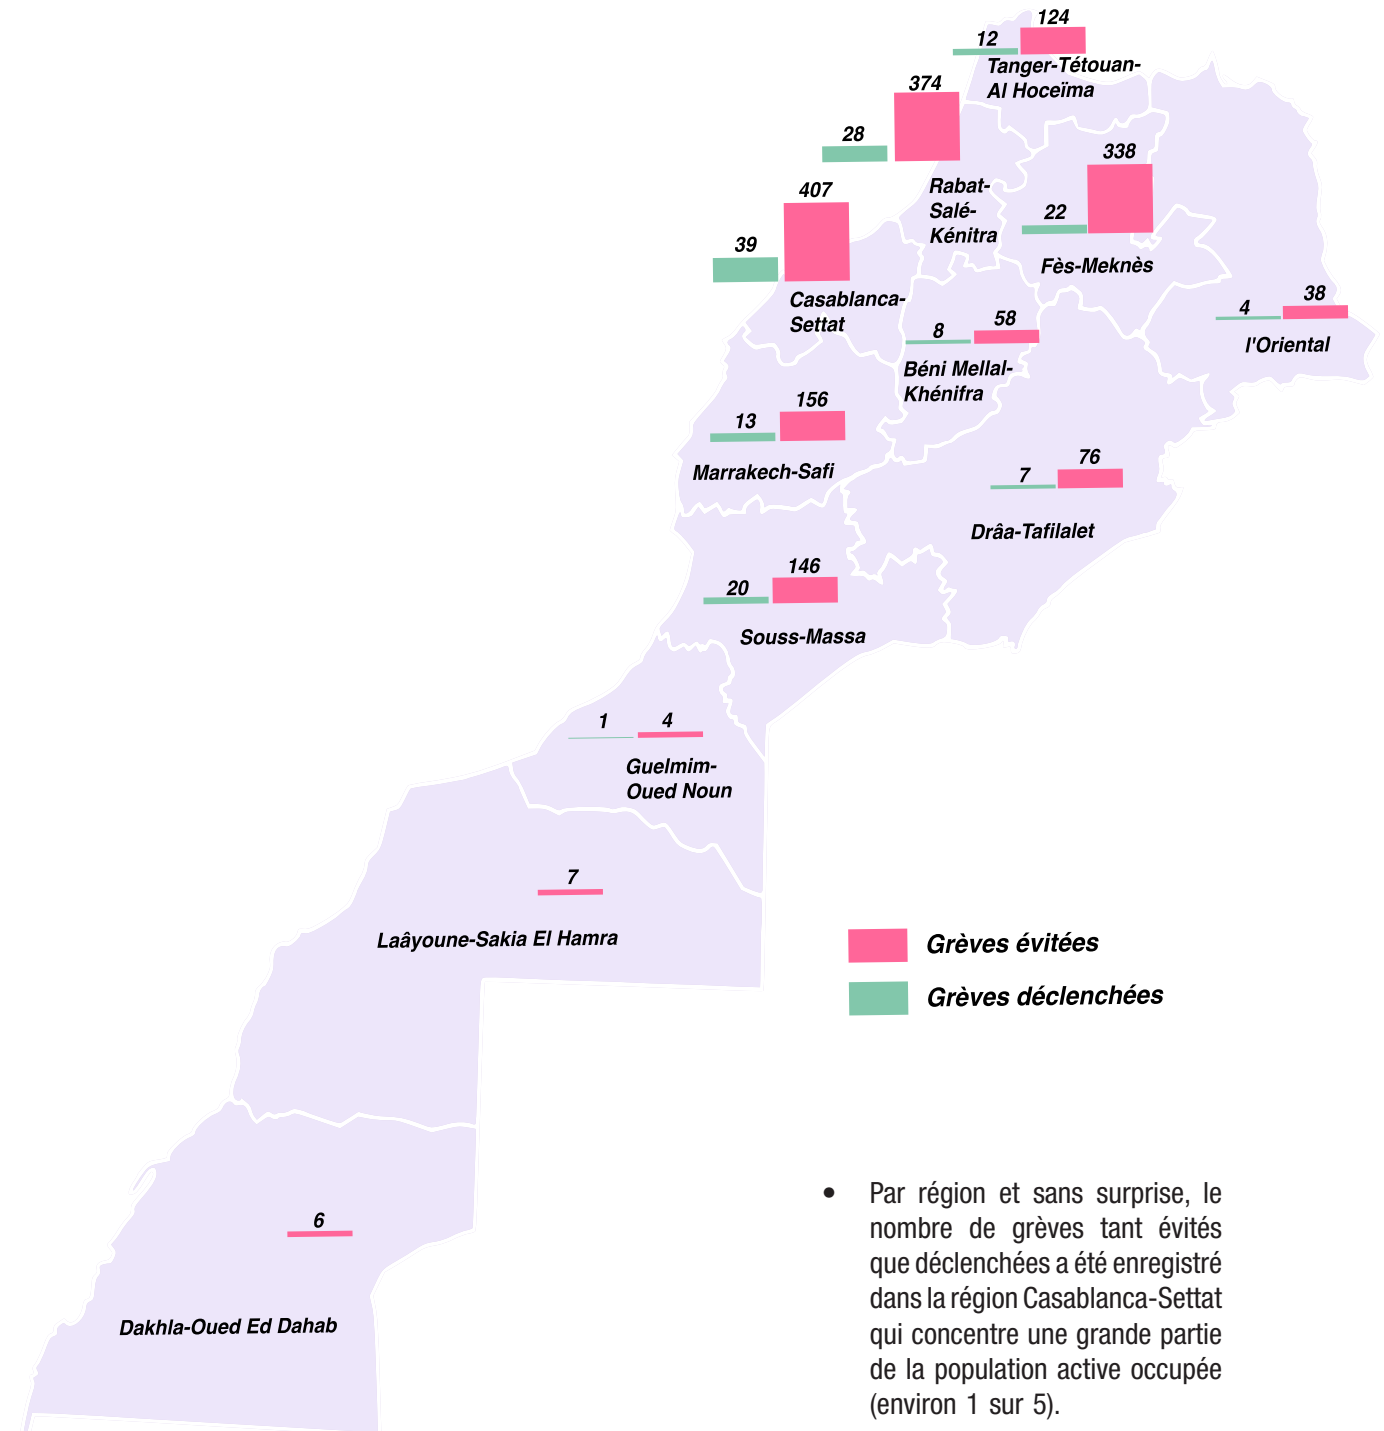 124
12
Tanger-Tétouan-
Al Hoceïma
374
28
Rabat-
Salé-
Kénitra
338
22
Fès-Meknès
407
39
Casablanca-
Settat
38
4
l'Oriental
58
8
Béni Mellal-
Khénifra
156
13
Marrakech-Safi
76
7
Drâa-Tafilalet
146
20
Souss-Massa
1
4
Guelmim-
Oued Noun
7
Laâyoune-Sakia El Hamra
Grèves évitées
Grèves déclenchées
6
Dakhla-Oued Ed Dahab
• Par région et sans surprise, le
nombre de grèves tant évités
que déclenchées a été enregistré
dans la région Casablanca-Settat
qui concentre une grande partie
de la population active occupée
(environ 1 sur 5).